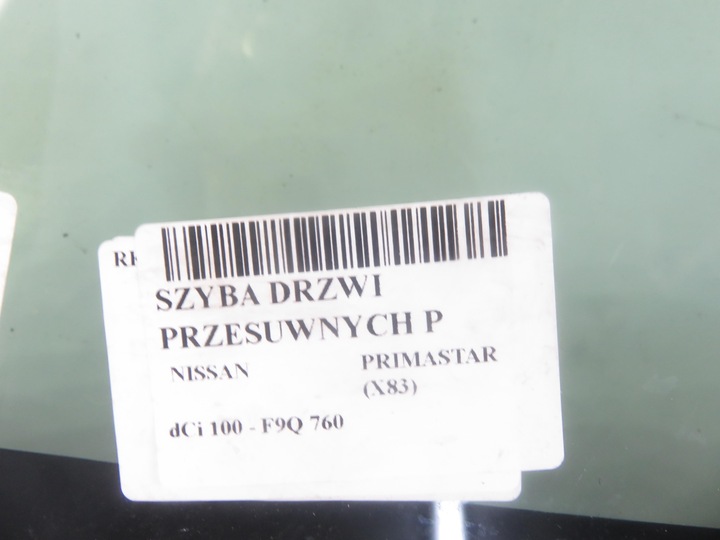 SZYBA DRZWI
PRZESUWNYCH P
NISSAN PRIMASTAR
(X83)
dCi 100 - F9Q 760